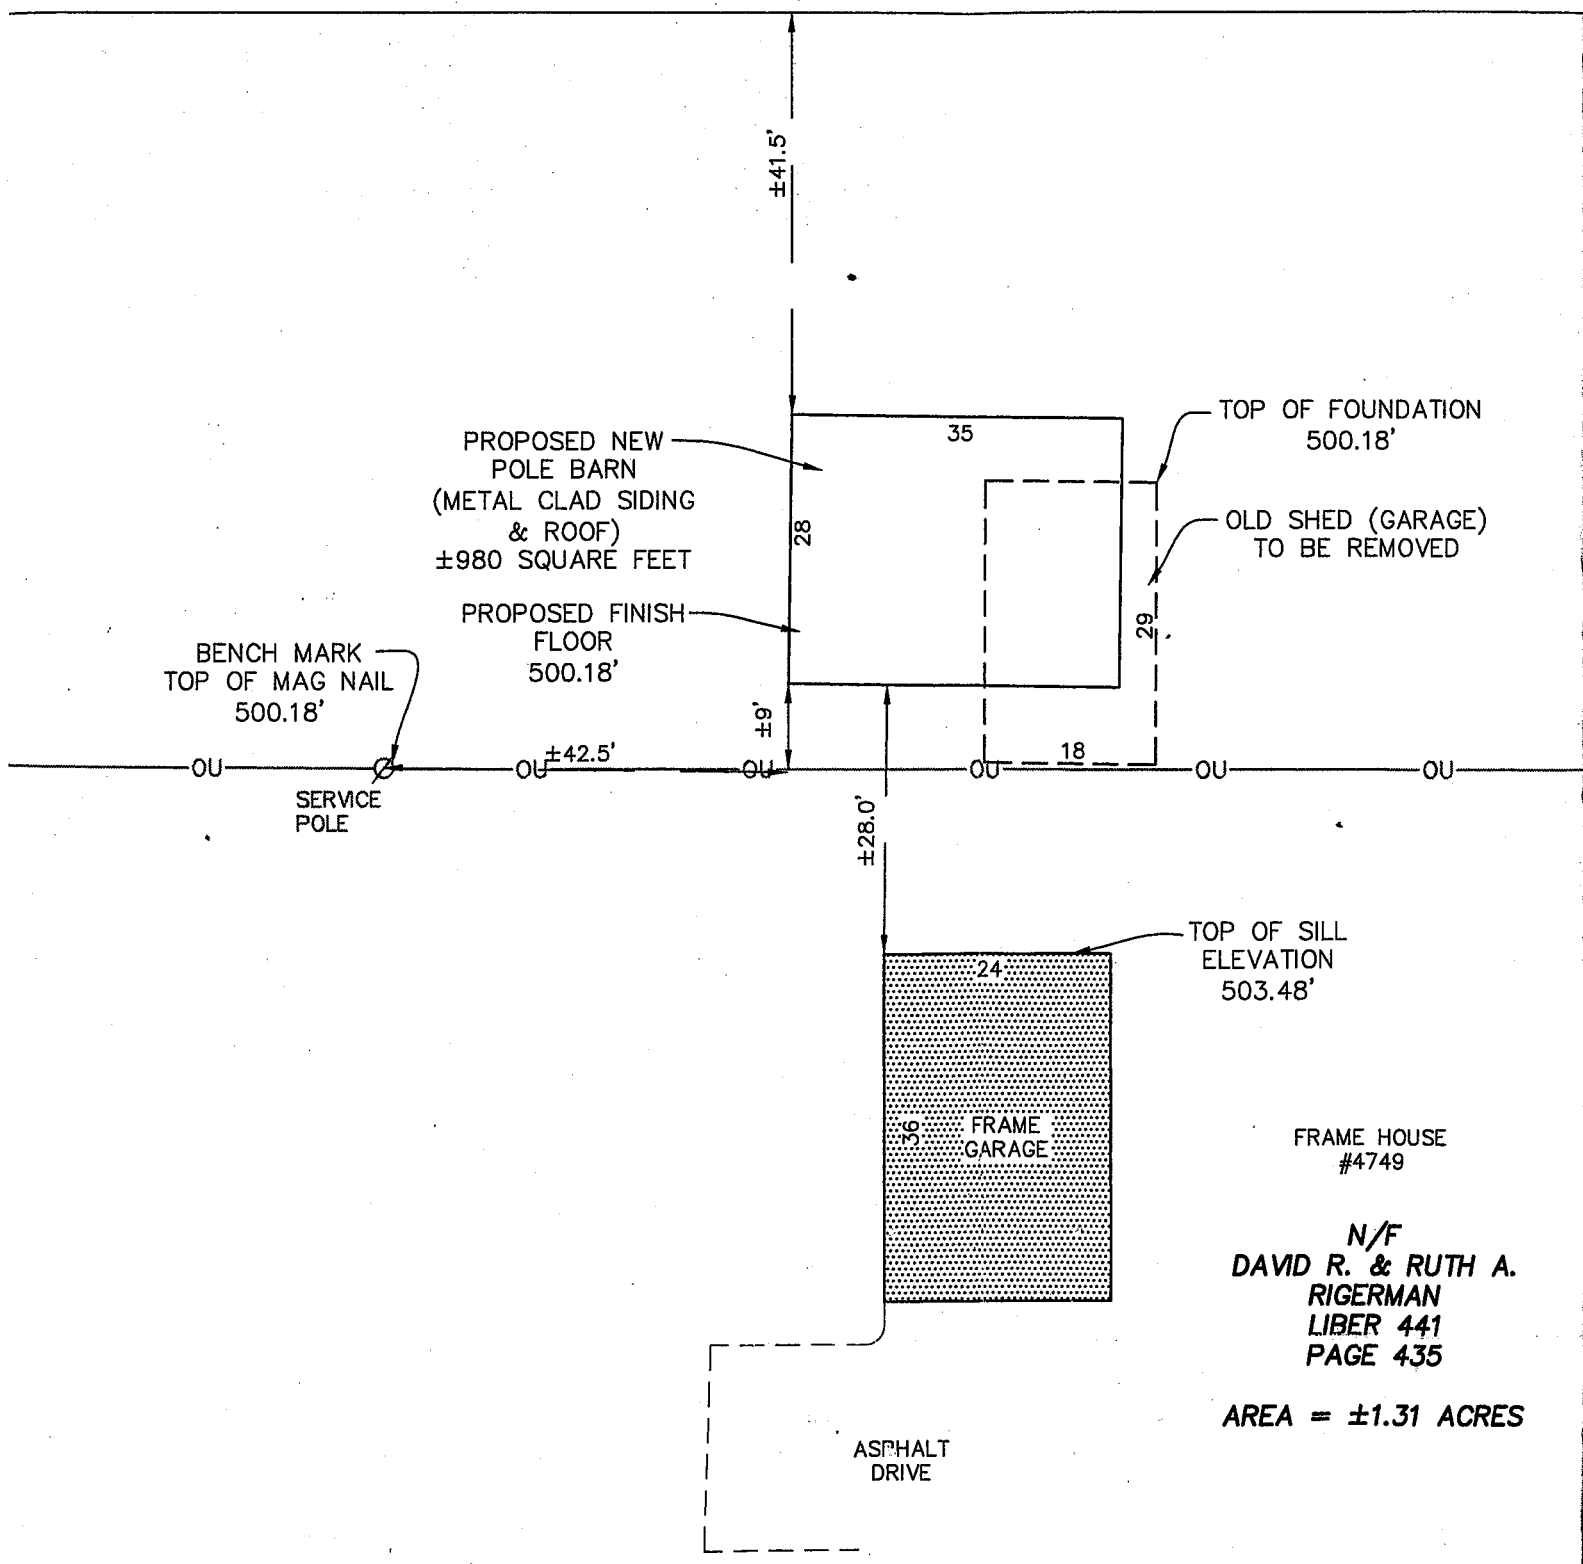 ±41.5'
PROPOSED NEW
POLE BARN
(METAL CLAD SIDING
& ROOF)
±980 SQUARE FEET
35
28
TOP OF FOUNDATION
500.18'
OLD SHED (GARAGE)
TO BE REMOVED
29
18
PROPOSED FINISH
FLOOR
500.18'
BENCH MARK
TOP OF MAG NAIL
500.18'
±9'
OU
OU
±42.5'
OU
OU
OU
OU
SERVICE
POLE
±28.0'
TOP OF SILL
ELEVATION
503.48'
24
36
FRAME
GARAGE
FRAME HOUSE
#4749
N/F
DAVID R. & RUTH A.
RIGERMAN
LIBER 441
PAGE 435
AREA = ±1.31 ACRES
ASPHALT
DRIVE